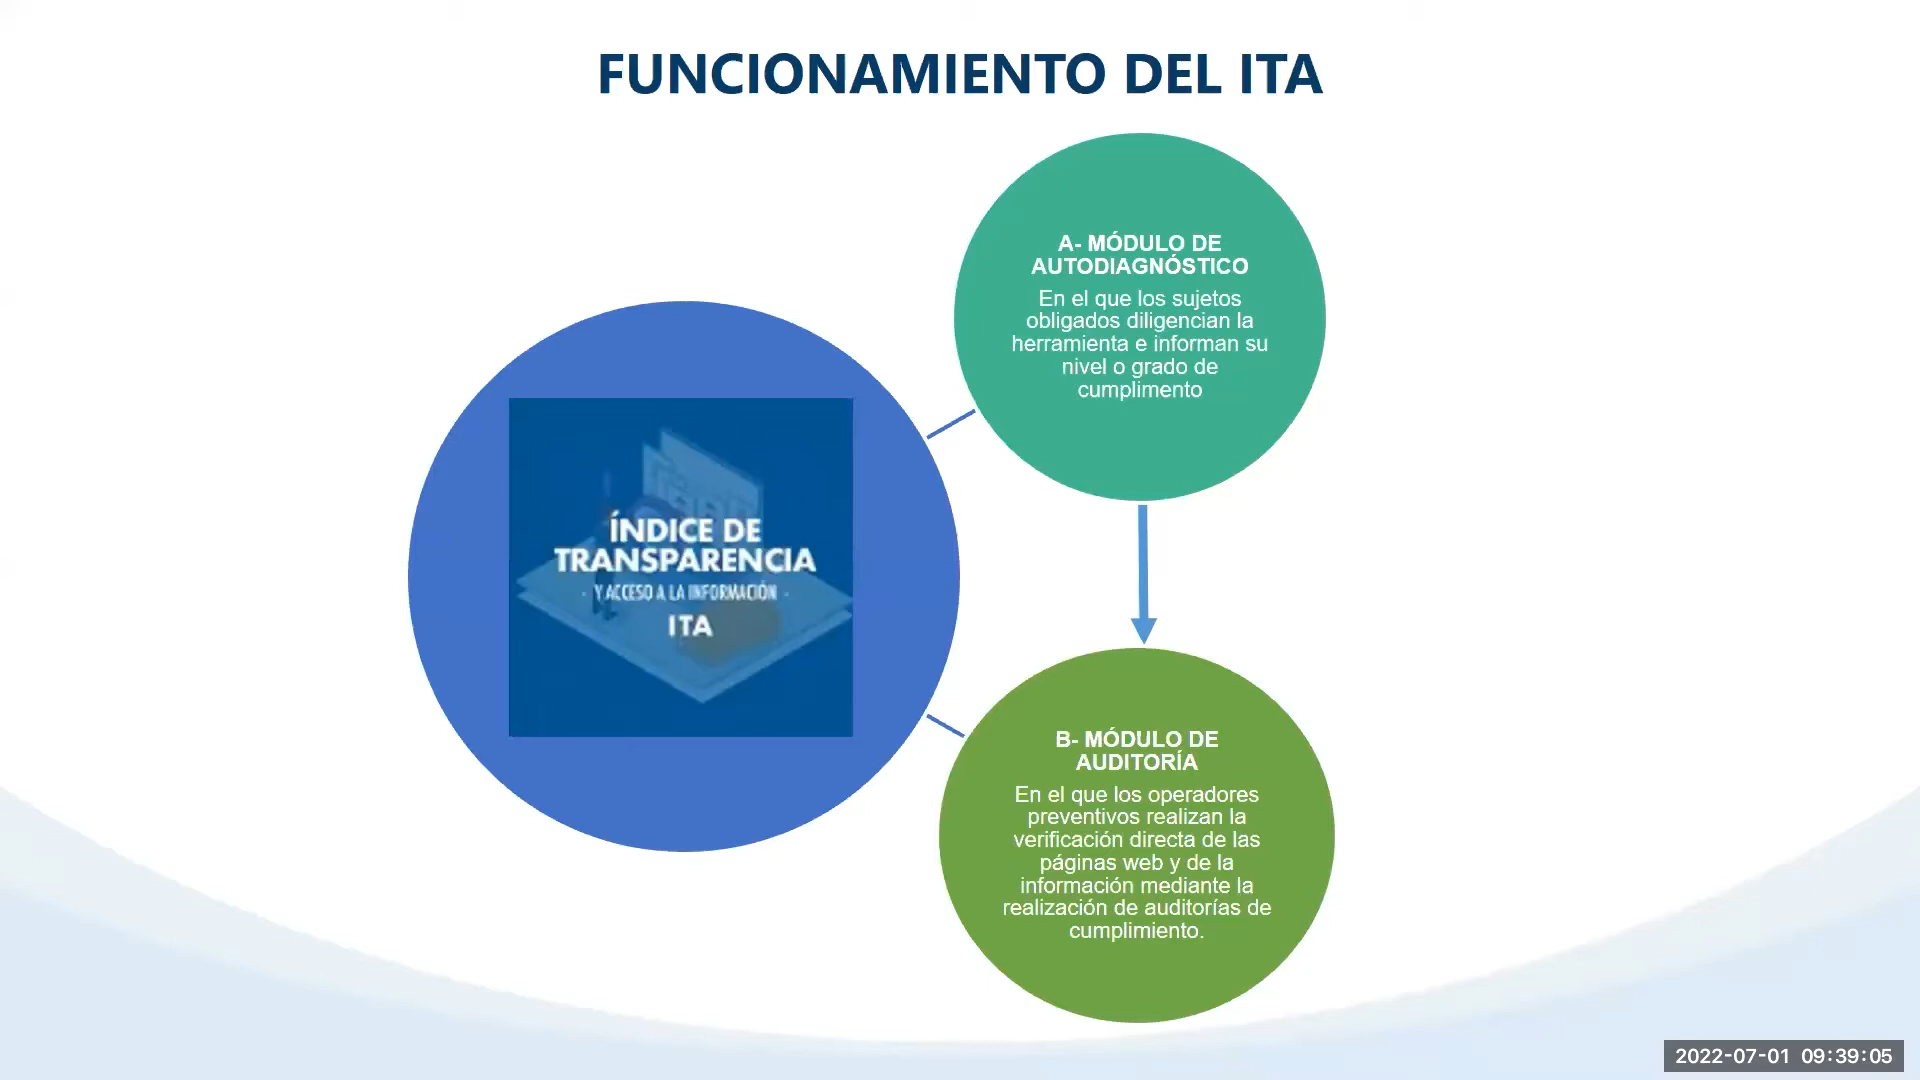 FUNCIONAMIENTO DEL ITA
A- MÓDULO DE
AUTODIAGNÓSTICO
En el que los sujetos
obligados diligencian la
herramienta e informan su
nivel o grado de
cumplimento
ÍNDICE DE
TRANSPARENCIA
- Y ACCESO A LA INFORMACIÓN -
ITA
B- MÓDULO DE
AUDITORÍA
En el que los operadores
preventivos realizan la
verificación directa de las
páginas web y de la
información mediante la
realización de auditorías de
cumplimiento.
2022-07-01 09:39:05